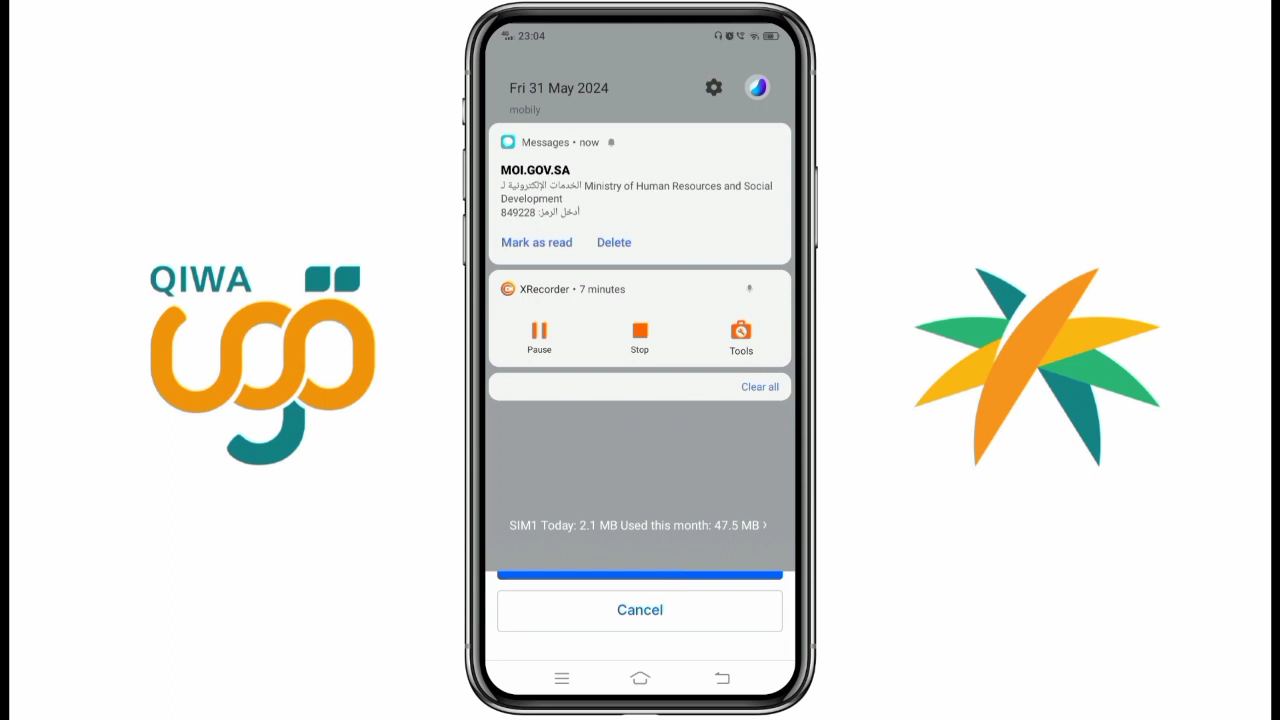 23:04
Fri 31 May 2024
mobily
Messages • now
MOI.GOV.SA
الخدمات الإلكترونية لـ Ministry of Human Resources and Social
Development
أدخل الرمز: 849228
Mark as read Delete
XRecorder • 7 minutes
Pause Stop Tools
Clear all
SIM1 Today: 2.1 MB Used this month: 47.5 MB ›
Cancel
QIWA
قوى